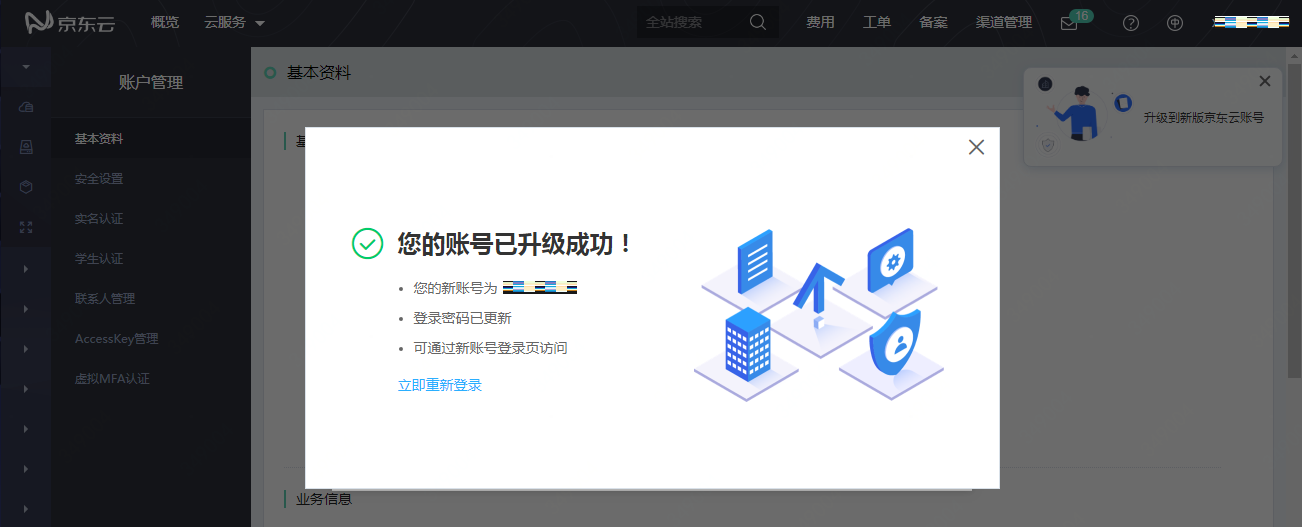 京东云 概览 云服务 全站搜索 费用 工单 备案 渠道管理 16
账户管理
基本资料
升级到新版京东云账号
基本资料
安全设置
实名认证
学生认证
联系人管理
AccessKey管理
虚拟MFA认证
您的账号已升级成功！
您的新账号为
登录密码已更新
可通过新账号登录页访问
立即重新登录
业务信息